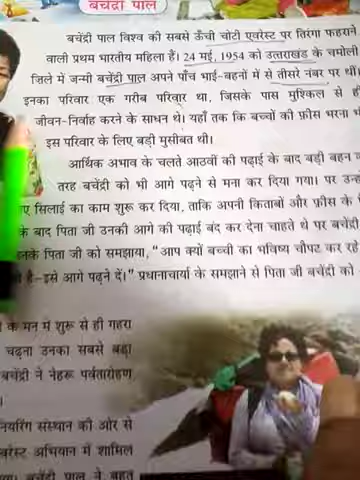 बचेंद्री पाल
बचेंद्री पाल विश्व की सबसे ऊँची चोटी एवरेस्ट पर तिरंगा फहराने
वाली प्रथम भारतीय महिला हैं। 24 मई, 1954 को उत्तराखंड के चमोली
जिले में जन्मी बचेंद्री पाल अपने पाँच भाई-बहनों में से तीसरे नंबर पर थीं।
इनका परिवार एक गरीब परिवार था, जिसके पास मुश्किल से ही
जीवन-निर्वाह करने के साधन थे। यहाँ तक कि बच्चों की फ़ीस भरना भी
इस परिवार के लिए बड़ी मुसीबत थी।
आर्थिक अभाव के चलते आठवीं की पढ़ाई के बाद बड़ी बहन
तरह बचेंद्री को भी आगे पढ़ने से मना कर दिया गया। पर
सिलाई का काम शुरू कर दिया, ताकि अपनी किताबों और फ़ीस के
के बाद पिता जी उनकी आगे की पढ़ाई बंद कर देना चाहते थे पर बचेंद्री
पिता जी को समझाया, “आप क्यों बच्ची का भविष्य चौपट कर रहे
है–इसे आगे पढ़ने दें।” प्रधानाचार्या के समझाने से पिता जी बचेंद्री को
के मन में शुरू से ही गहरा
चढ़ना उनका सबसे बड़ा
बचेंद्री ने नेहरू पर्वतारोहण
।
संस्थान की ओर से
अभियान में शामिल
बचेंद्री पाल ने बहुत